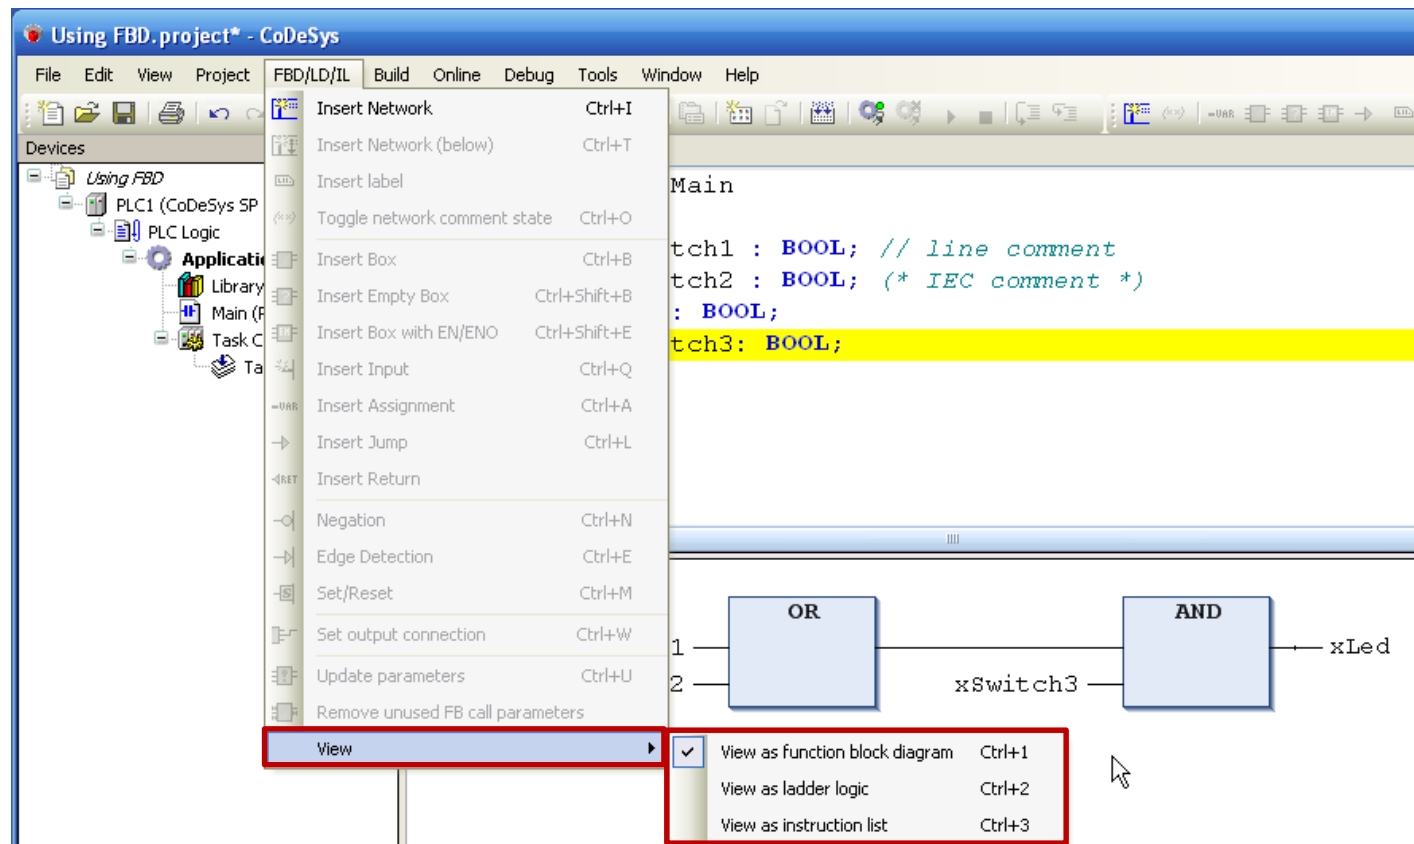 Using FBD.project* - CoDeSys
File Edit View Project FBD/LD/IL Build Online Debug Tools Window Help
Devices
Using FBD
PLC1 (CoDeSys SP
PLC Logic
Applicatio
Library
Main (P
Task C
Ta
Insert Network Ctrl+I
Insert Network (below) Ctrl+T
Insert label
Toggle network comment state Ctrl+O
Insert Box Ctrl+B
Insert Empty Box Ctrl+Shift+B
Insert Box with EN/ENO Ctrl+Shift+E
Insert Input Ctrl+Q
Insert Assignment Ctrl+A
Insert Jump Ctrl+L
Insert Return
Negation Ctrl+N
Edge Detection Ctrl+E
Set/Reset Ctrl+M
Set output connection Ctrl+W
Update parameters Ctrl+U
Remove unused FB call parameters
View
View as function block diagram Ctrl+1
View as ladder logic Ctrl+2
View as instruction list Ctrl+3
Main
tch1 : BOOL; // line comment
tch2 : BOOL; (* IEC comment *)
: BOOL;
tch3: BOOL;
OR
AND
1
xLed
2
xSwitch3